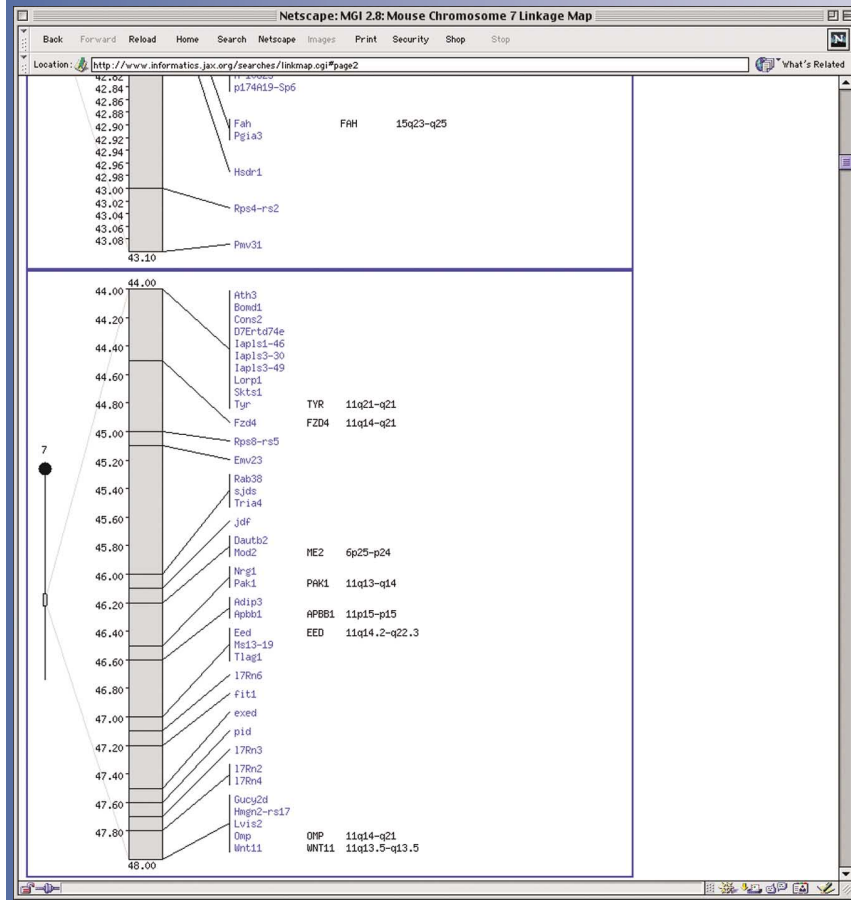 Netscape: MGI 2.8: Mouse Chromosome 7 Linkage Map
Back Forward Reload Home Search Netscape Images Print Security Shop Stop
Location: http://www.informatics.jax.org/searches/linkmap.cgi#page2 What's Related
42.82
42.84 p174A19-Sp6
42.86
42.88
42.90 Fah FAH 15q23-q25
42.92 Pgia3
42.94
42.96 Hsdr1
42.98
43.00
43.02 Rps4-rs2
43.04
43.06
43.08 Pmv31
43.10
44.00
44.00 Ath3
Bomd1
44.20 Cons2
D7Ertd74e
44.40 Iapls1-46
Iapls3-30
Iapls3-49
44.60 Lorp1
Skts1
44.80 Tyr TYR 11q21-q21
Fzd4 FZD4 11q14-q21
45.00 Rps8-rs5
7
45.20 Emv23
Rab38
45.40 sjds
Tria4
45.60 jdf
Dautb2
45.80 Mod2 ME2 6p25-p24
46.00 Nrg1
Pak1 PAK1 11q13-q14
46.20 Adip3
Apbb1 APBB1 11p15-p15
46.40 Eed EED 11q14.2-q22.3
Ms13-19
46.60 Tlag1
l7Rn6
46.80 fit1
47.00 exed
pid
47.20 l7Rn3
47.40 l7Rn2
l7Rn4
47.60 Gucy2d
Hmgn2-rs17
47.80 Lvis2
Omp OMP 11q14-q21
Wnt11 WNT11 11q13.5-q13.5
48.00